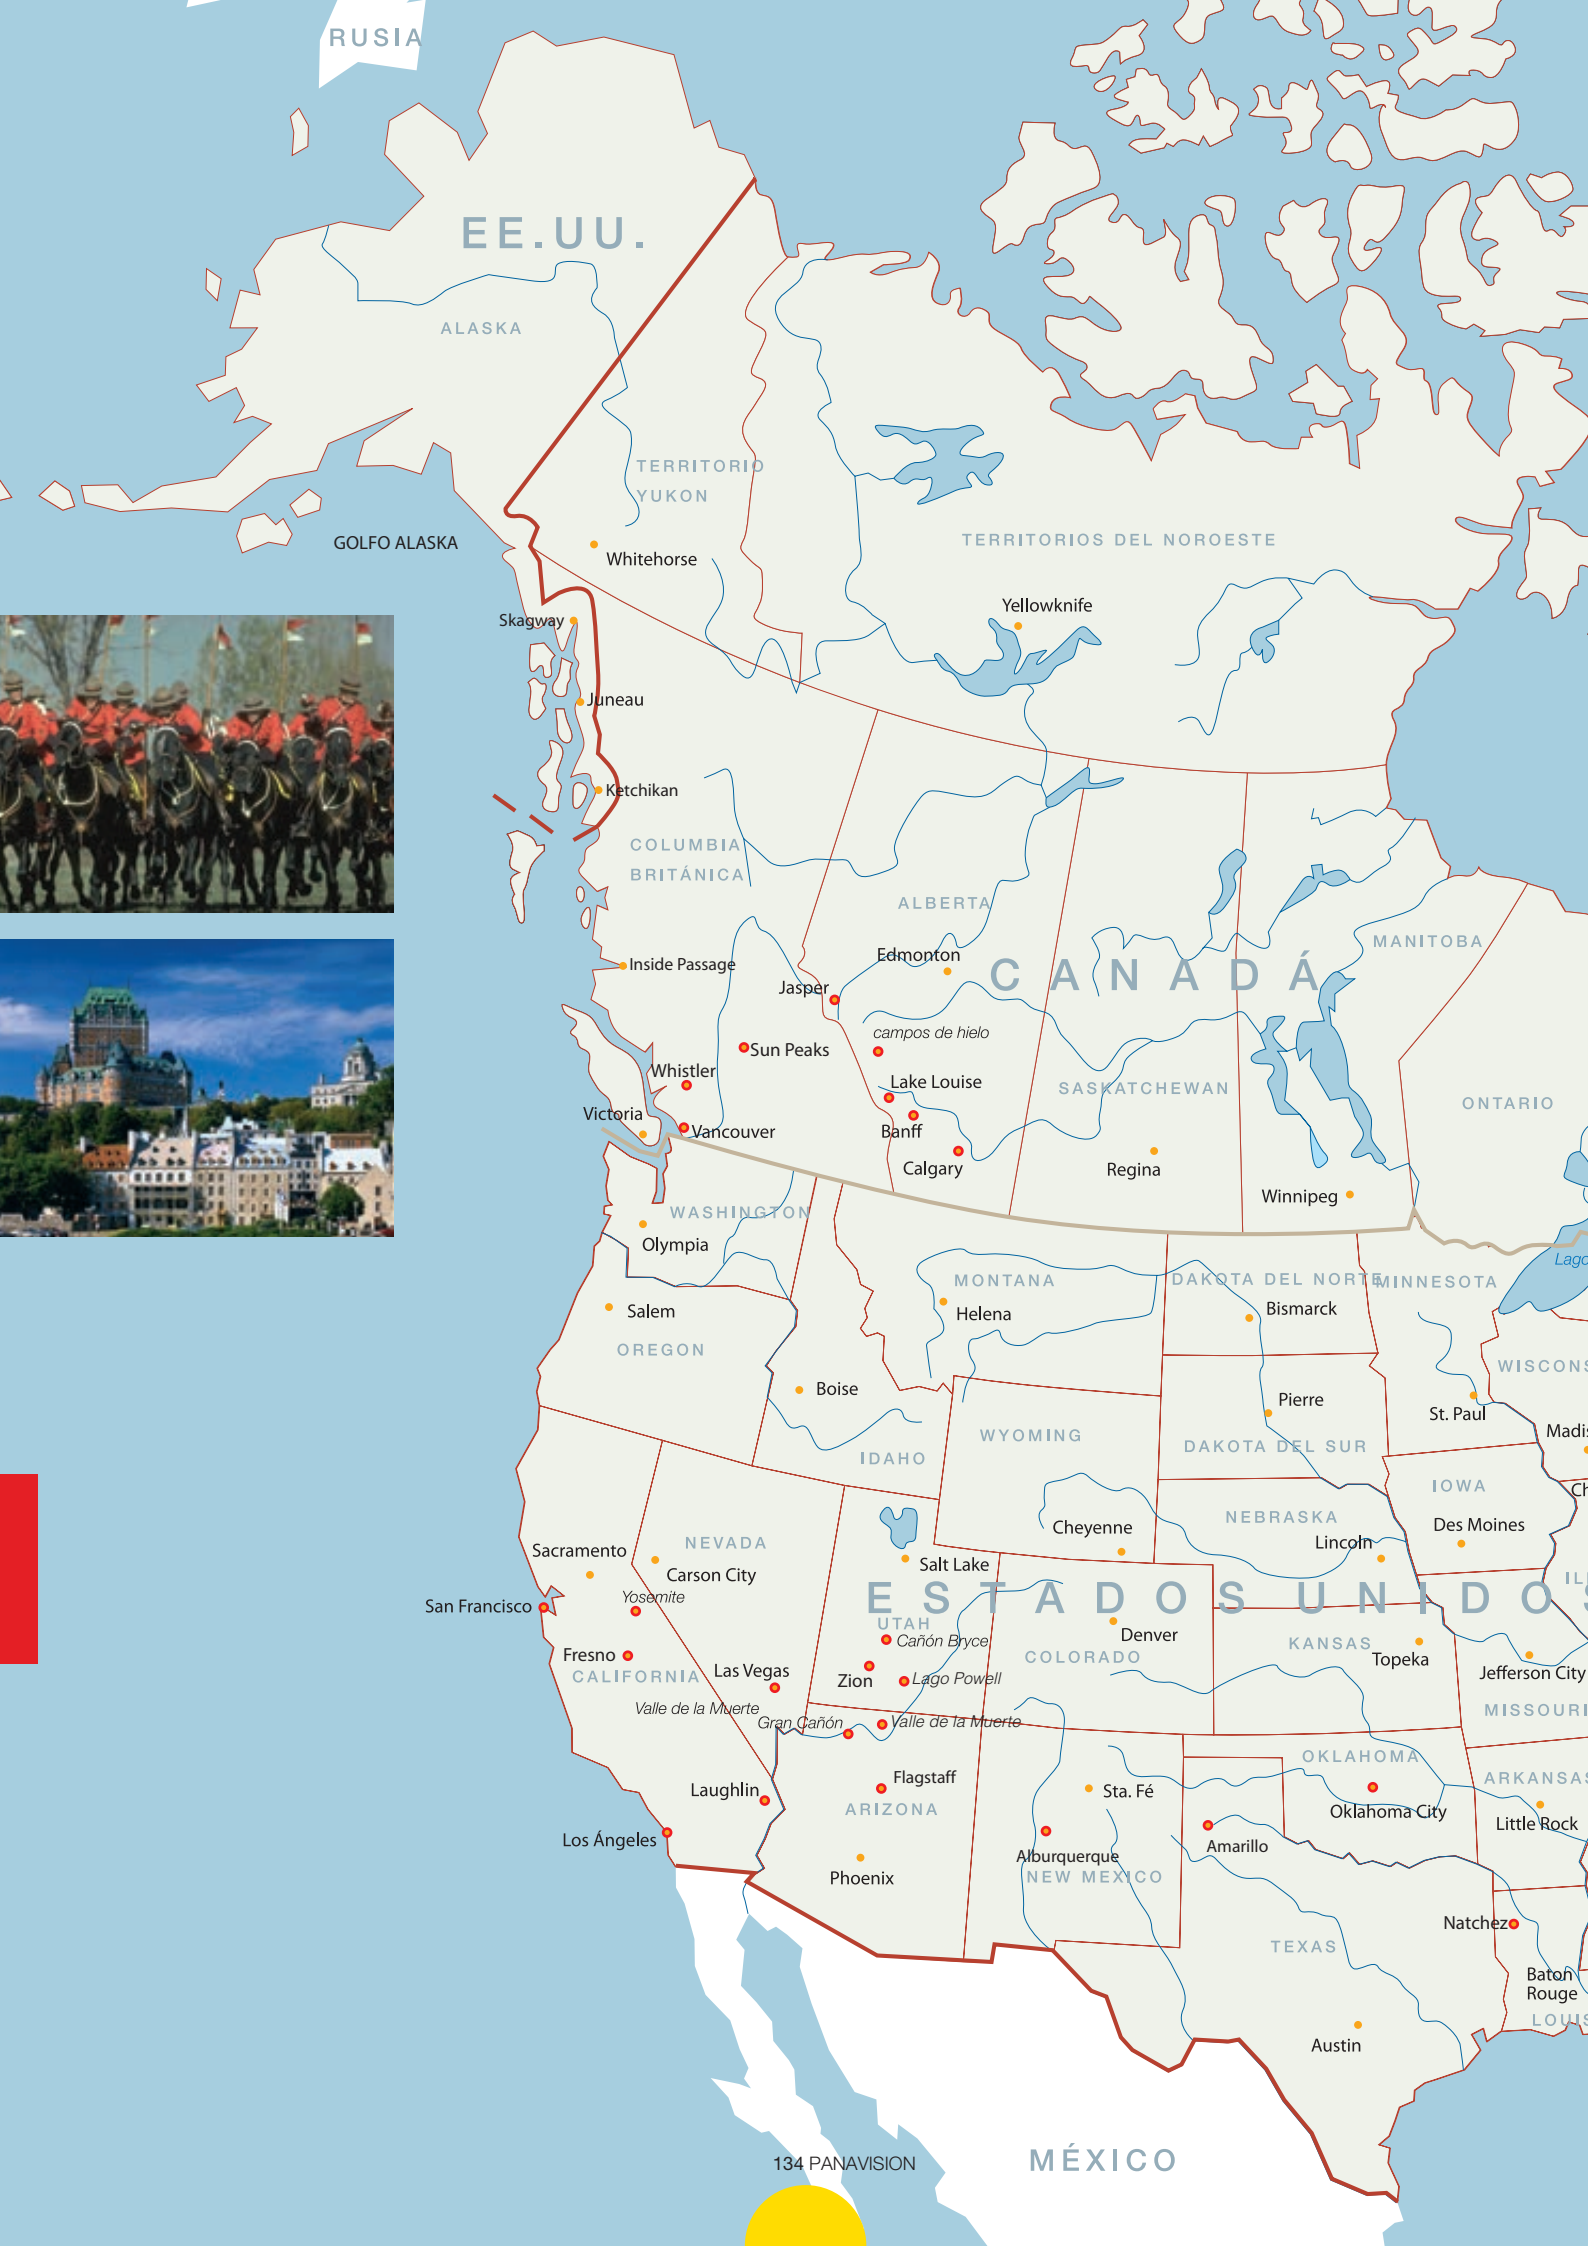 RUSIA
EE.UU.
ALASKA
TERRITORIO
YUKON
GOLFO ALASKA
Whitehorse
TERRITORIOS DEL NOROESTE
Yellowknife
Skagway
Juneau
Ketchikan
COLUMBIA
BRITÁNICA
ALBERTA
MANITOBA
Edmonton
CANADÁ
Inside Passage
Jasper
campos de hielo
Sun Peaks
Whistler
Lake Louise
SASKATCHEWAN
ONTARIO
Victoria
Vancouver
Banff
Calgary
Regina
Winnipeg
WASHINGTON
Olympia
Lago
MONTANA
DAKOTA DEL NORTE
MINNESOTA
Salem
Helena
Bismarck
OREGON
WISCONS
Boise
Pierre
St. Paul
Madis
WYOMING
DAKOTA DEL SUR
IDAHO
IOWA
Ch
NEBRASKA
Cheyenne
Des Moines
NEVADA
Lincoln
Sacramento
Salt Lake
Carson City
ILL
ESTADOS UNIDOS
Yosemite
San Francisco
UTAH
Cañón Bryce
Denver
KANSAS
Fresno
COLORADO
Topeka
CALIFORNIA
Las Vegas
Zion
Lago Powell
Jefferson City
Valle de la Muerte
MISSOURI
Gran Cañón
Valle de la Muerte
OKLAHOMA
Flagstaff
ARKANSAS
Laughlin
Sta. Fé
ARIZONA
Oklahoma City
Little Rock
Los Ángeles
Amarillo
Alburquerque
Phoenix
NEW MEXICO
Natchez
TEXAS
Baton
Rouge
LOUIS
Austin
MÉXICO
134 PANAVISION